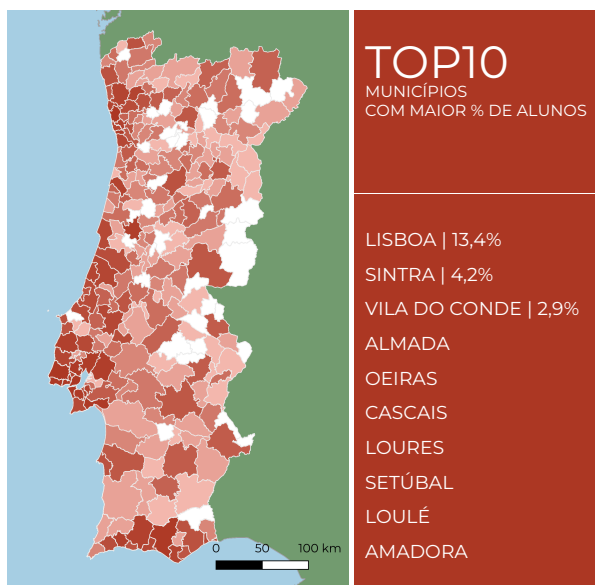 TOP10
MUNICÍPIOS
COM MAIOR % DE ALUNOS
LISBOA | 13,4%
SINTRA | 4,2%
VILA DO CONDE | 2,9%
ALMADA
OEIRAS
CASCAIS
LOURES
SETÚBAL
LOULÉ
AMADORA
0 50 100 km